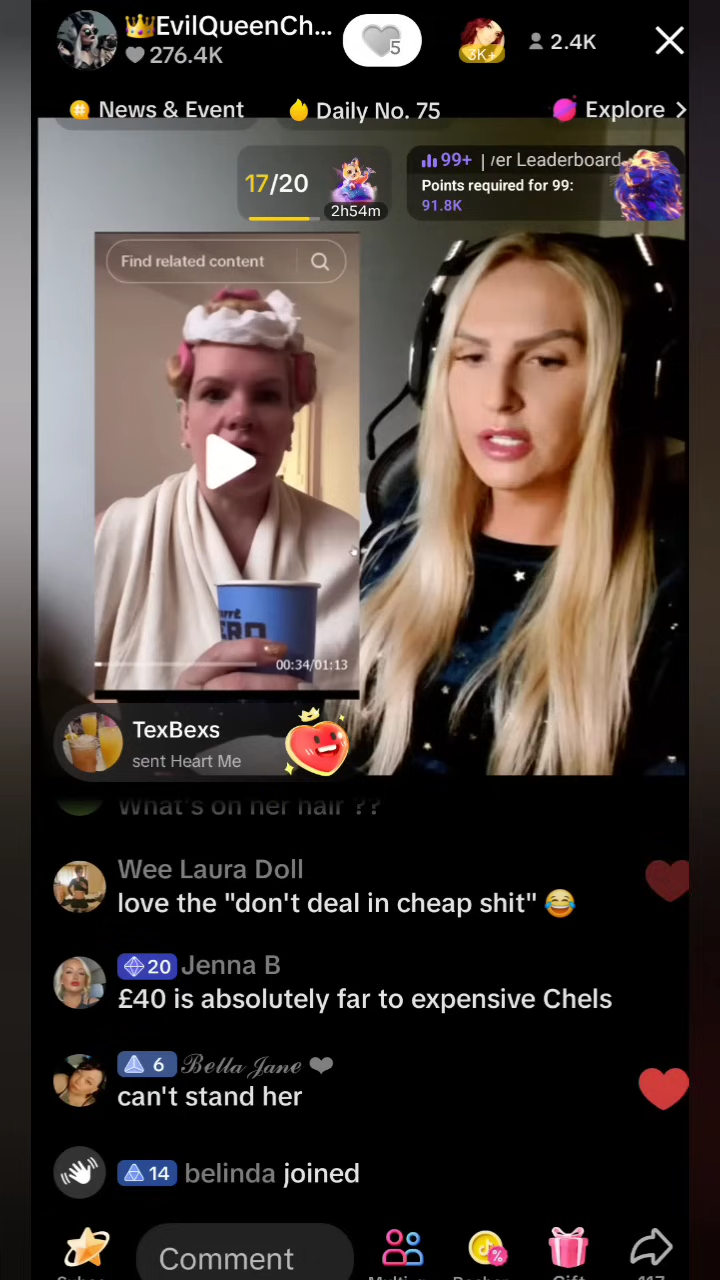 👑EvilQueenCh...
276.4K
5
3K+
2.4K
News & Event
Daily No. 75
Explore >
17/20
2h54m
99+ | er Leaderboard
Points required for 99:
91.8K
Find related content
00:34/01:13
TexBexs
sent Heart Me
What's on her hair ??
Wee Laura Doll
love the "don't deal in cheap shit" 😂
20 Jenna B
£40 is absolutely far to expensive Chels
6 Bella Jane ❤
can't stand her
14 belinda joined
Comment
Gift